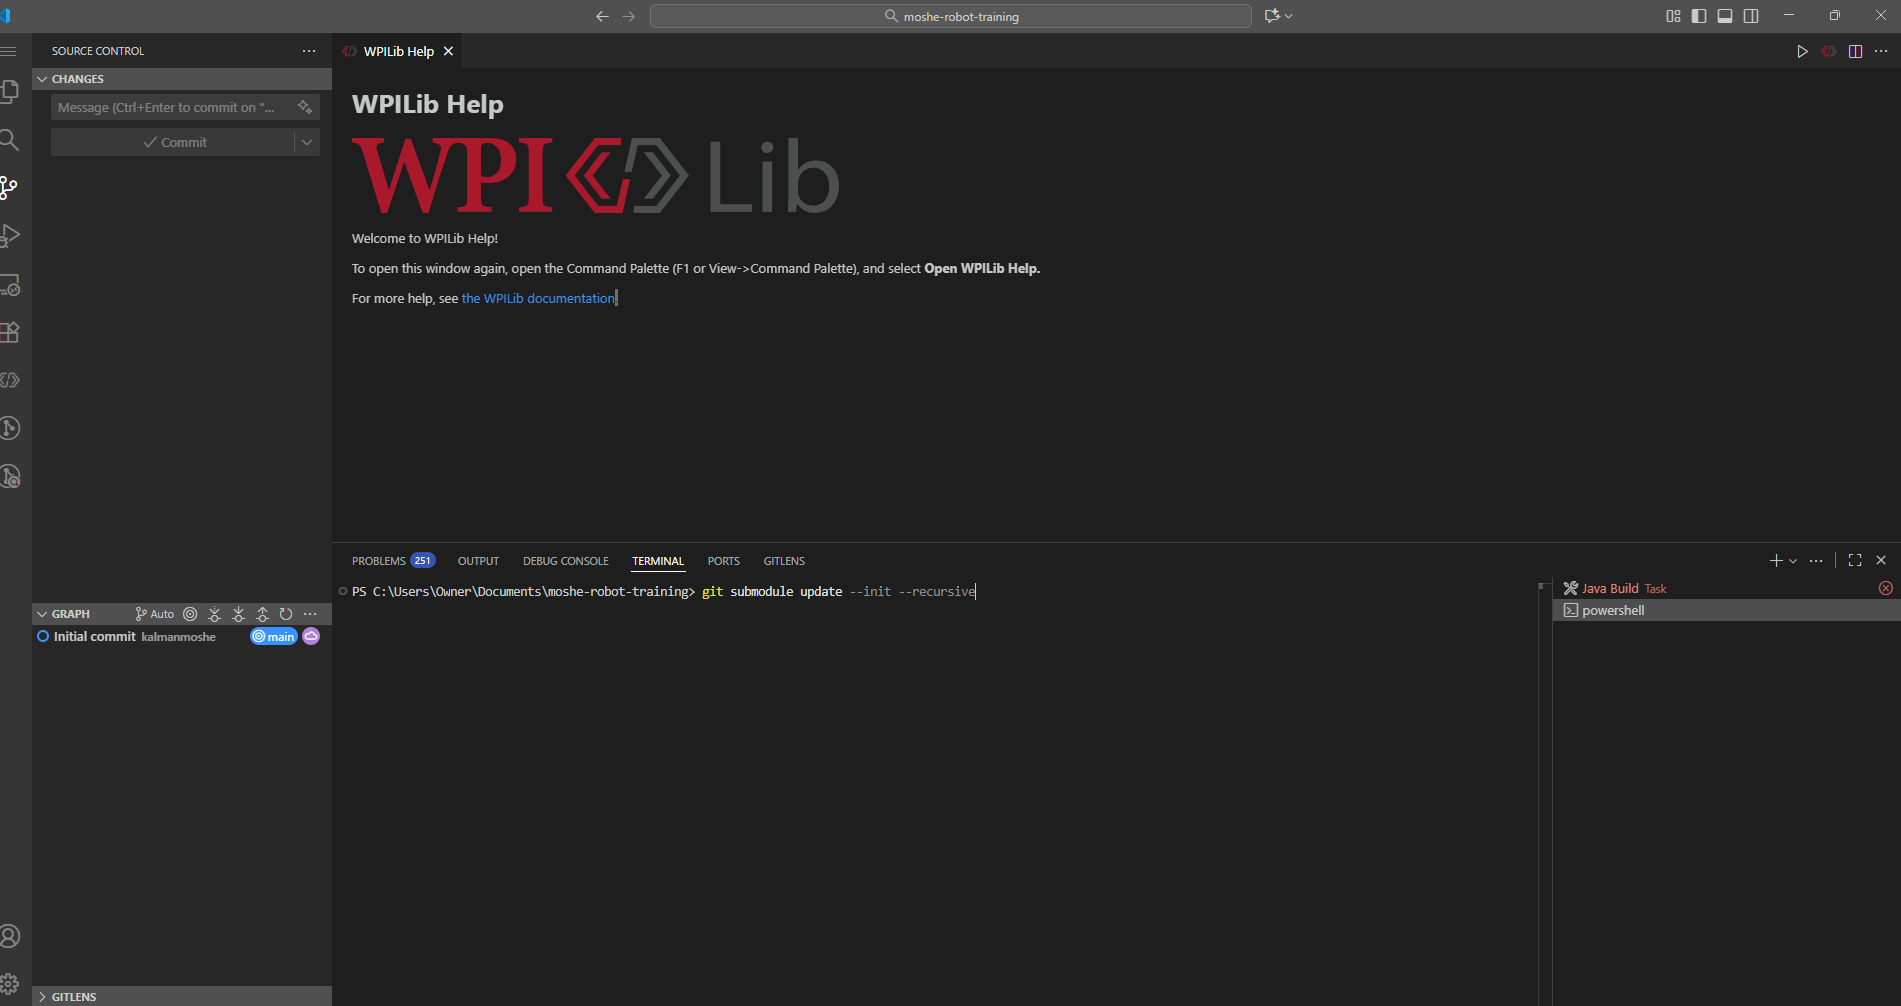 moshe-robot-training
SOURCE CONTROL
CHANGES
Message (Ctrl+Enter to commit on "...
Commit
GRAPH
Auto
Initial commit kalmanmoshe
main
GITLENS
WPILib Help
WPILib Help
WPI Lib
Welcome to WPILib Help!
To open this window again, open the Command Palette (F1 or View->Command Palette), and select Open WPILib Help.
For more help, see the WPILib documentation!
PROBLEMS 251 OUTPUT DEBUG CONSOLE TERMINAL PORTS GITLENS
PS C:\Users\Owner\Documents\moshe-robot-training> git submodule update --init --recursive
Java Build Task
powershell